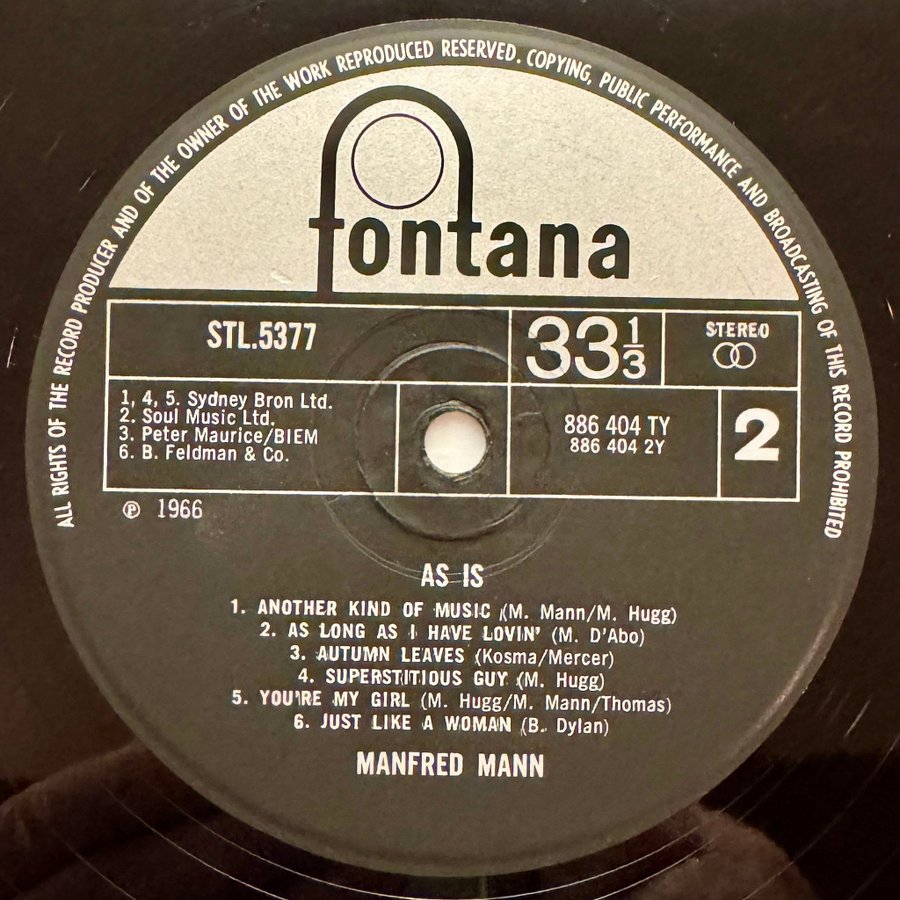 ALL RIGHTS OF THE RECORD PRODUCER AND OF THE OWNER OF THE WORK REPRODUCED RESERVED. COPYING, PUBLIC PERFORMANCE AND BROADCASTING OF THIS RECORD PROHIBITED
fontana
STL.5377
33 1/3
STEREO
1, 4, 5. Sydney Bron Ltd.
2. Soul Music Ltd.
3. Peter Maurice/BIEM
6. B. Feldman & Co.
886 404 TY
886 404 2Y
2
℗ 1966
AS IS
1. ANOTHER KIND OF MUSIC (M. Mann/M. Hugg)
2. AS LONG AS I HAVE LOVIN' (M. D'Abo)
3. AUTUMN LEAVES (Kosma/Mercer)
4. SUPERSTITIOUS GUY (M. Hugg)
5. YOU'RE MY GIRL (M. Hugg/M. Mann/Thomas)
6. JUST LIKE A WOMAN (B. Dylan)
MANFRED MANN